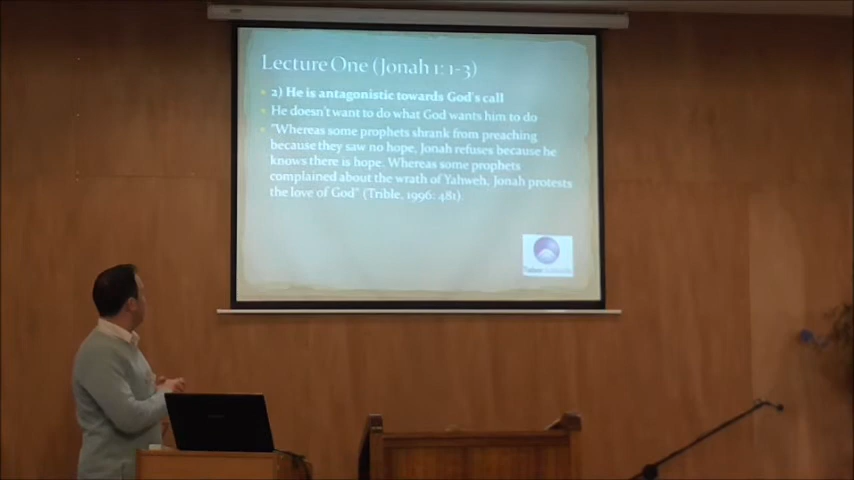 Lecture One (Jonah 1: 1-3)
2) He is antagonistic towards God's call
He doesn't want to do what God wants him to do
"Whereas some prophets shrank from preaching
because they saw no hope, Jonah refuses because he
knows there is hope. Whereas some prophets
complained about the wrath of Yahweh, Jonah protests
the love of God" (Trible, 1996: 481)